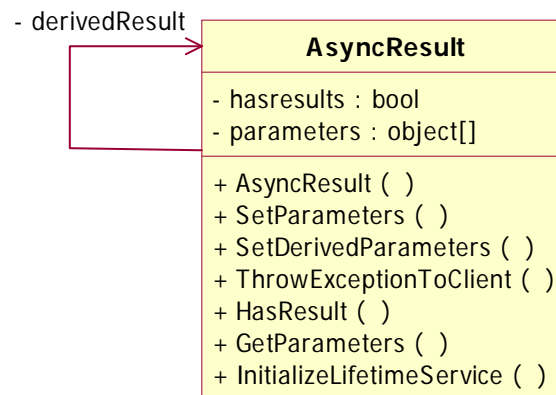 - derivedResult
AsyncResult
- hasresults : bool
- parameters : object[]
+ AsyncResult ( )
+ SetParameters ( )
+ SetDerivedParameters ( )
+ ThrowExceptionToClient ( )
+ HasResult ( )
+ GetParameters ( )
+ InitializeLifetimeService ( )